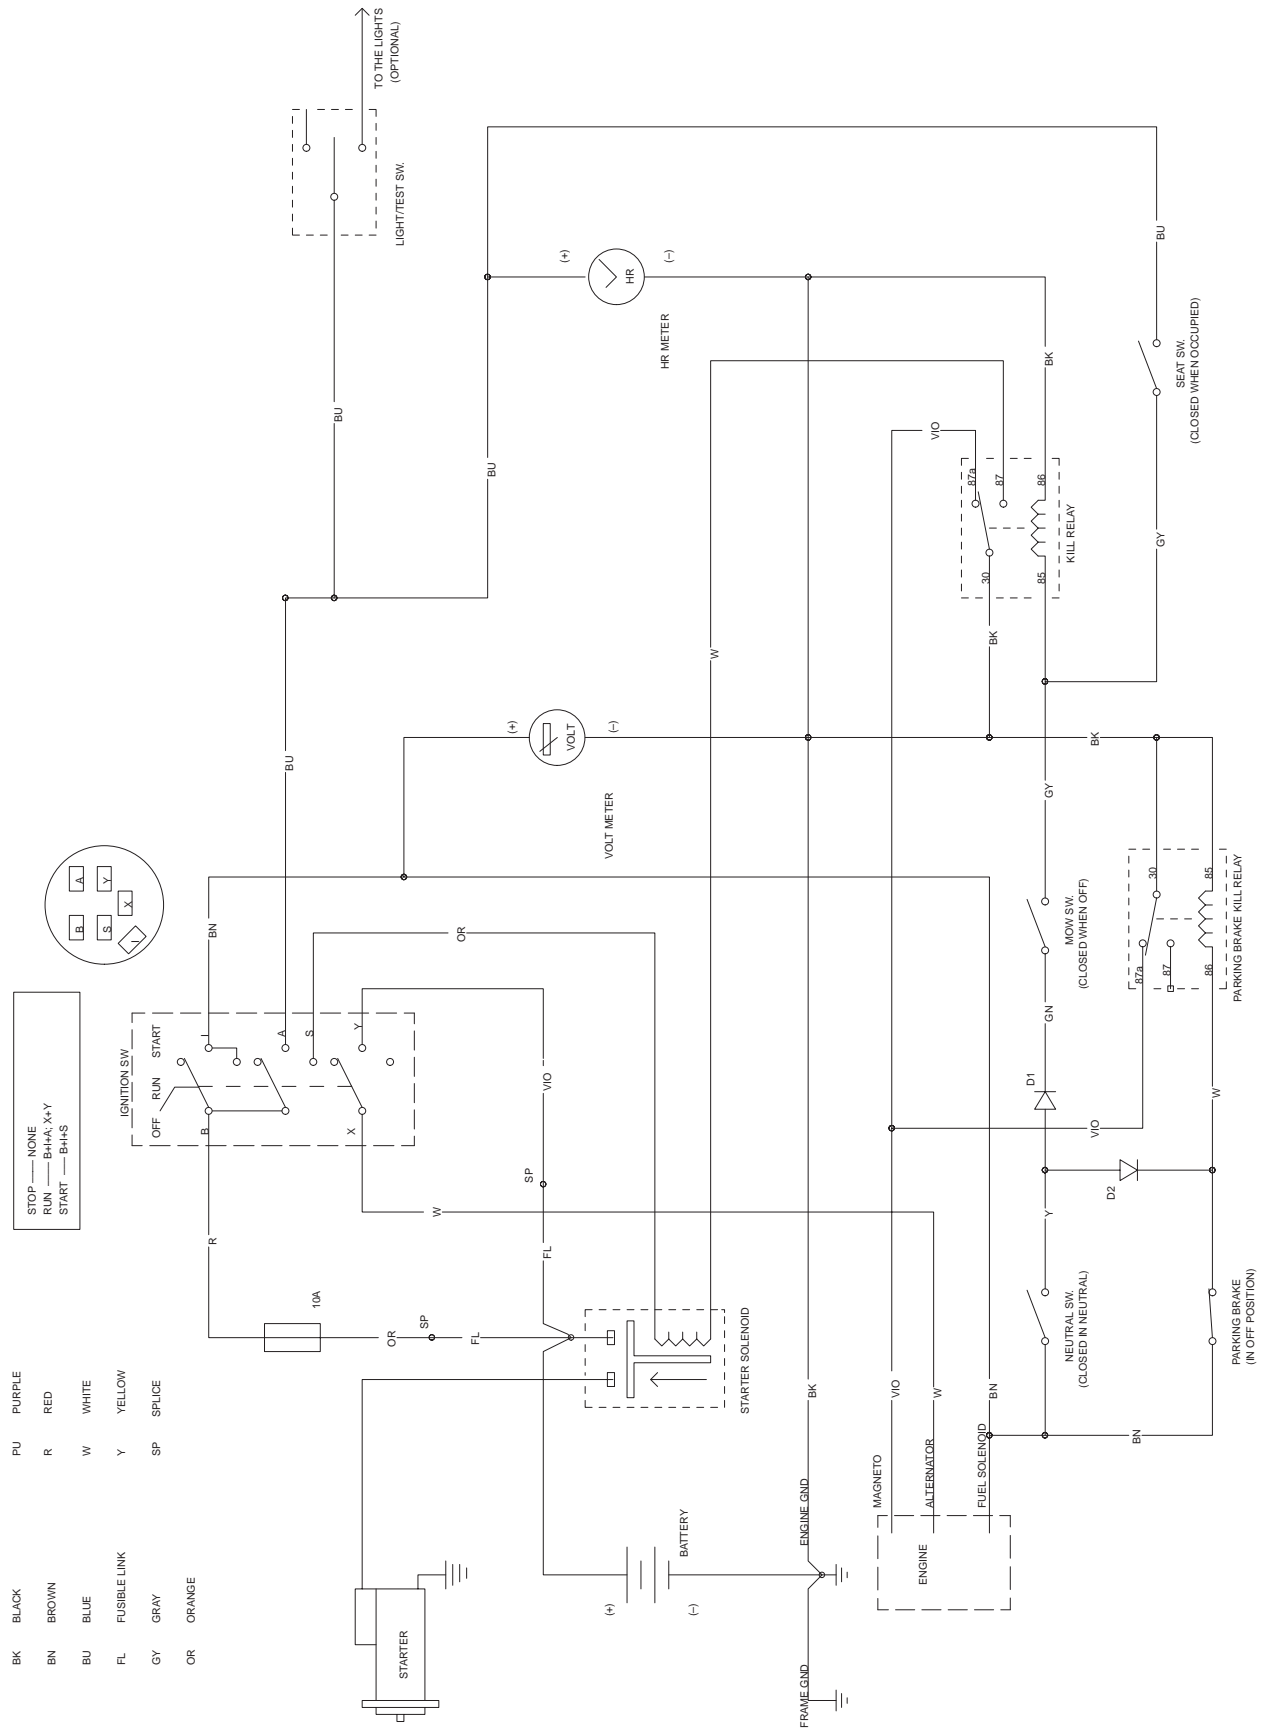 BK BLACK PU PURPLE
BN BROWN R RED
BU BLUE W WHITE
FL FUSIBLE LINK Y YELLOW
GY GRAY SP SPLICE
OR ORANGE
STOP —— NONE
RUN —— B+I+A; X+Y
START —— B+I+S
B A
S Y
X
I
IGNITION SW
OFF RUN START
B
I
A
S
X
Y
R
BN
BU
OR
10A
OR
SP
FL
W
VIO
SP
FL
BU
BU
LIGHT/TEST SW.
TO THE LIGHTS
(OPTIONAL)
STARTER
STARTER SOLENOID
(+)
(–)
BATTERY
(+)
(–)
VOLT
VOLT METER
(+)
(–)
HR
HR METER
W
BK
ENGINE GND
FRAME GND
MAGNETO
ALTERNATOR
FUEL SOLENOID
ENGINE
VIO
W
BN
VIO
87a
87
30
86
85
KILL RELAY
BK
BK
BK
GY
GY
BU
SEAT SW.
(CLOSED WHEN OCCUPIED)
D1
GN
MOW SW.
(CLOSED WHEN OFF)
Y
NEUTRAL SW.
(CLOSED IN NEUTRAL)
VIO
D2
BN
W
87a
87
30
86
85
PARKING BRAKE KILL RELAY
PARKING BRAKE
(IN OFF POSITION)